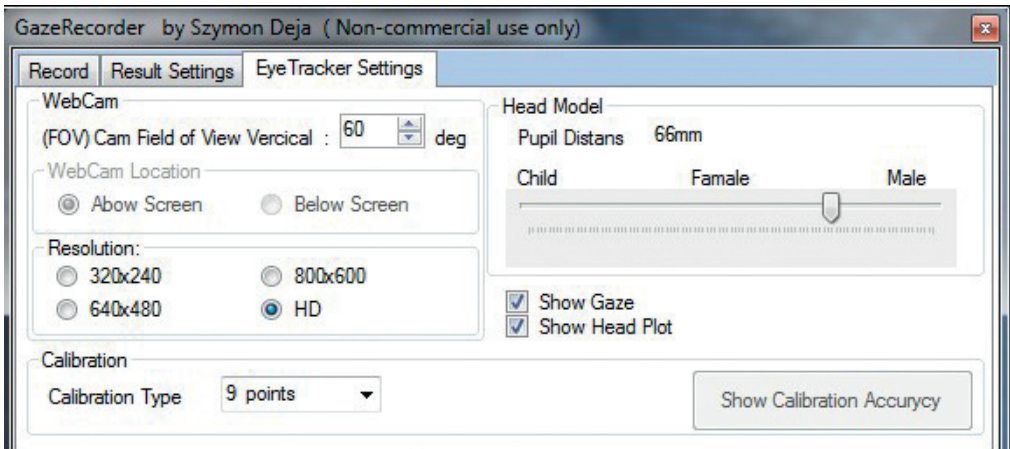 GazeRecorder by Szymon Deja ( Non-commercial use only)
Record Result Settings EyeTracker Settings
WebCam
(FOV) Cam Field of View Vercical : 60 deg
WebCam Location
Abow Screen Below Screen
Resolution:
320x240 800x600
640x480 HD
Head Model
Pupil Distans 66mm
Child Famale Male
Show Gaze
Show Head Plot
Calibration
Calibration Type 9 points
Show Calibration Accurycy